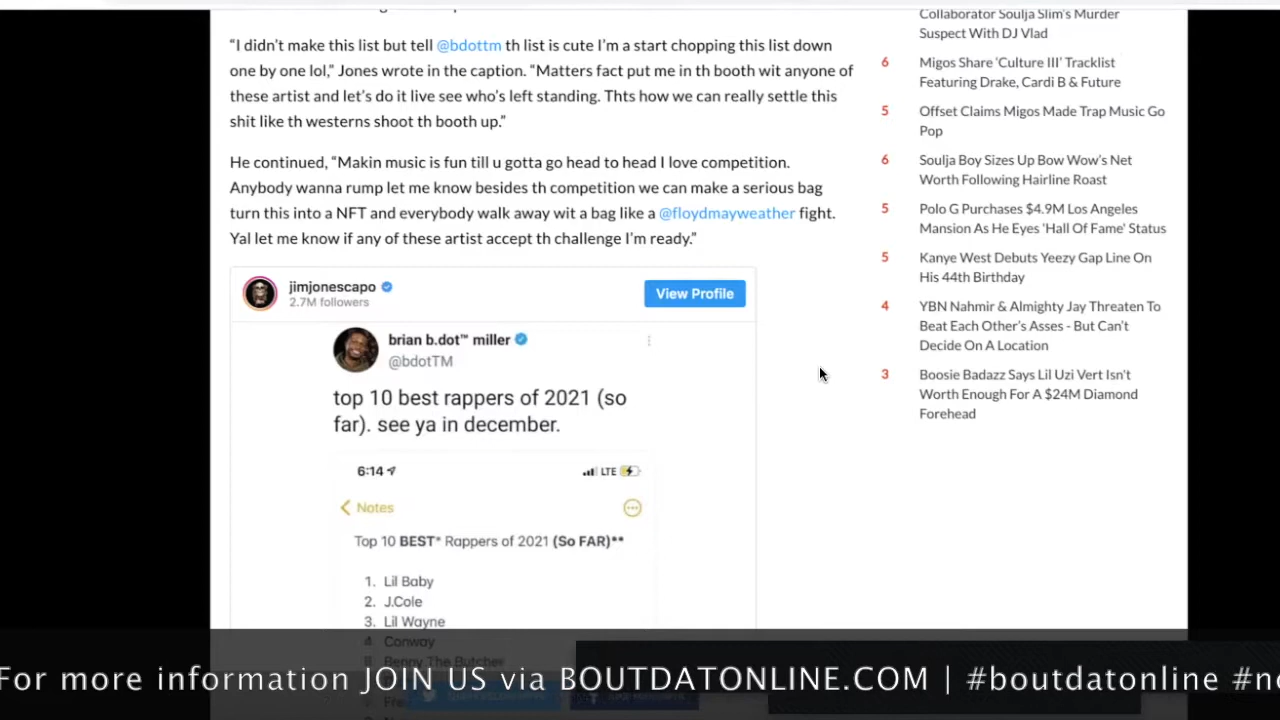 “I didn’t make this list but tell @bdottm th list is cute I’m a start chopping this list down
one by one lol,” Jones wrote in the caption. “Matters fact put me in th booth wit anyone of
these artist and let’s do it live see who’s left standing. Thts how we can really settle this
shit like th westerns shoot th booth up.”
He continued, “Makin music is fun till u gotta go head to head I love competition.
Anybody wanna rump let me know besides th competition we can make a serious bag
turn this into a NFT and everybody walk away wit a bag like a @floydmayweather fight.
Yal let me know if any of these artist accept th challenge I’m ready.”
jimjonescapo
2.7M followers
View Profile
brian b.dot™ miller
@bdotTM
top 10 best rappers of 2021 (so
far). see ya in december.
6:14
LTE
Notes
Top 10 BEST* Rappers of 2021 (So FAR)**
1. Lil Baby
2. J.Cole
3. Lil Wayne
4 Conway
Benny The Butcher
Collaborator Soulja Slim's Murder
Suspect With DJ Vlad
6 Migos Share ‘Culture III’ Tracklist
Featuring Drake, Cardi B & Future
5 Offset Claims Migos Made Trap Music Go
Pop
6 Soulja Boy Sizes Up Bow Wow’s Net
Worth Following Hairline Roast
5 Polo G Purchases $4.9M Los Angeles
Mansion As He Eyes 'Hall Of Fame' Status
5 Kanye West Debuts Yeezy Gap Line On
His 44th Birthday
4 YBN Nahmir & Almighty Jay Threaten To
Beat Each Other’s Asses - But Can’t
Decide On A Location
3 Boosie Badazz Says Lil Uzi Vert Isn't
Worth Enough For A $24M Diamond
Forehead
For more information JOIN US via BOUTDATONLINE.COM | #boutdatonline